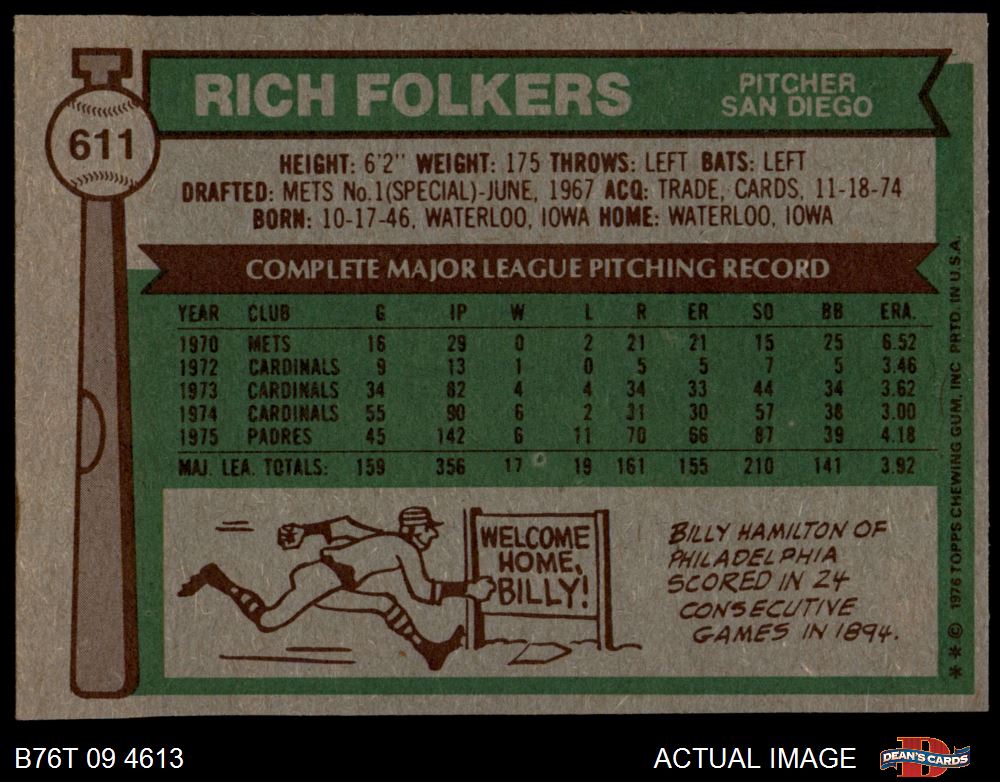 611
RICH FOLKERS
PITCHER
SAN DIEGO
HEIGHT: 6'2" WEIGHT: 175 THROWS: LEFT BATS: LEFT
DRAFTED: METS No.1(SPECIAL)-JUNE, 1967 ACQ: TRADE, CARDS, 11-18-74
BORN: 10-17-46, WATERLOO, IOWA HOME: WATERLOO, IOWA
COMPLETE MAJOR LEAGUE PITCHING RECORD
YEAR CLUB G IP W L R ER SO BB ERA.
1970 METS 16 29 0 2 21 21 15 25 6.52
1972 CARDINALS 9 13 1 0 5 5 7 5 3.46
1973 CARDINALS 34 82 4 4 34 33 44 34 3.62
1974 CARDINALS 55 90 6 2 31 30 57 38 3.00
1975 PADRES 45 142 6 11 70 66 87 39 4.18
MAJ. LEA. TOTALS: 159 356 17 19 161 155 210 141 3.92
WELCOME
HOME,
BILLY!
BILLY HAMILTON OF
PHILADELPHIA
SCORED IN 24
CONSECUTIVE
GAMES IN 1894.
* * © 1976 TOPPS CHEWING GUM, INC PRTD. IN U.S.A.
B76T 09 4613
ACTUAL IMAGE
DEAN'S CARDS